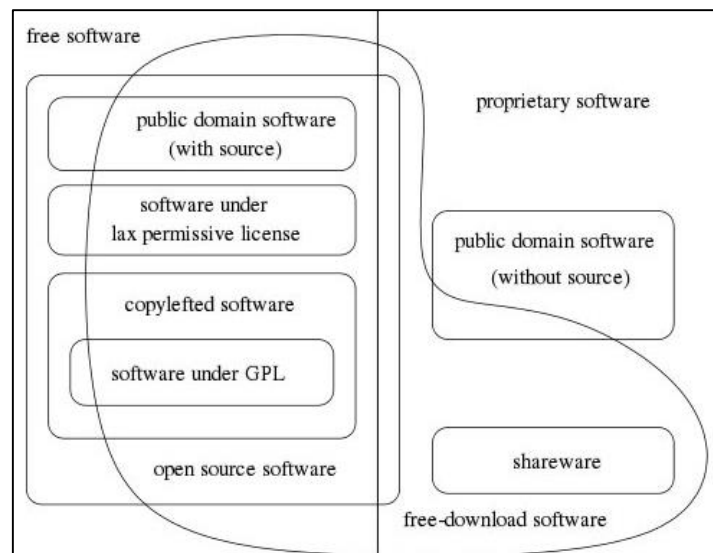 free software
proprietary software
public domain software
(with source)
software under
lax permissive license
public domain software
(without source)
copylefted software
software under GPL
open source software
shareware
free-download software